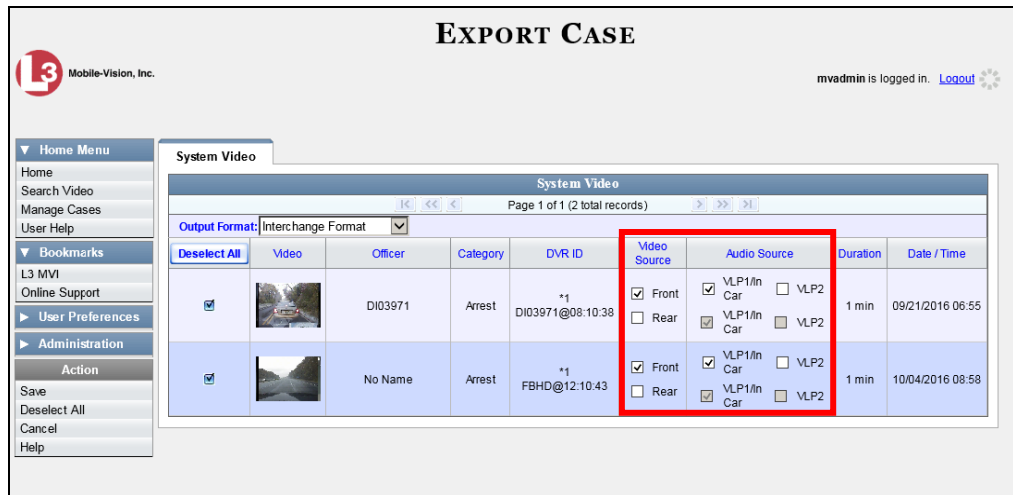 EXPORT CASE
L3 Mobile-Vision, Inc.
mvadmin is logged in. Logout
▼ Home Menu
Home
Search Video
Manage Cases
User Help
▼ Bookmarks
L3 MVI
Online Support
▶ User Preferences
▶ Administration
Action
Save
Deselect All
Cancel
Help
System Video
System Video
|< << < Page 1 of 1 (2 total records) > >> >|
Output Format: Interchange Format
Deselect All Video Officer Category DVR ID Video Source Audio Source Duration Date / Time
DI03971 Arrest *1 DI03971@08:10:38 Front VLP1/In Car VLP2 1 min 09/21/2016 06:55
Rear VLP1/In Car VLP2
No Name Arrest *1 FBHD@12:10:43 Front VLP1/In Car VLP2 1 min 10/04/2016 08:58
Rear VLP1/In Car VLP2